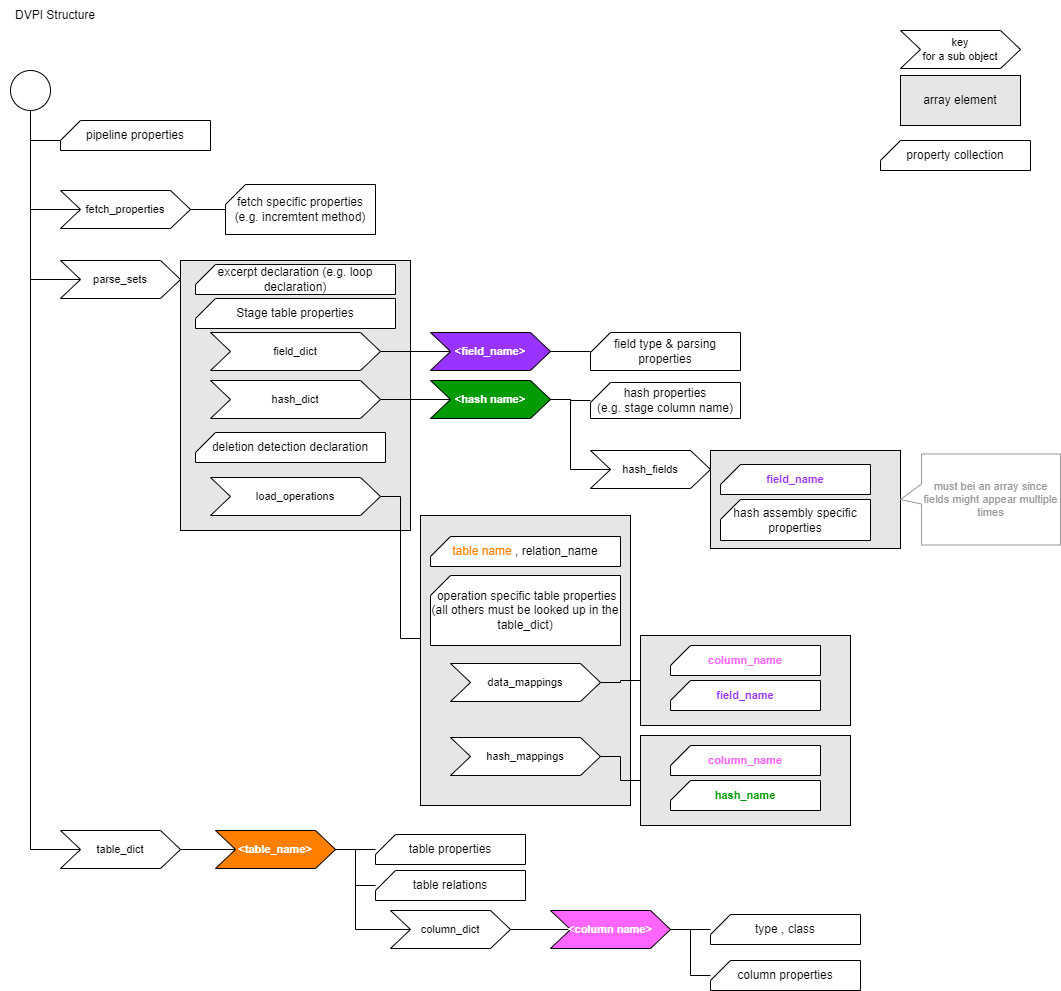 DVPI Structure
key
for a sub object
array element
property collection
pipeline properties
fetch_properties
fetch specific properties
(e.g. incremtent method)
parse_sets
excerpt declaration (e.g. loop
declaration)
Stage table properties
field_dict
<field_name>
field type & parsing
properties
hash_dict
<hash name>
hash properties
(e.g. stage column name)
deletion detection declaration
hash_fields
field_name
hash assembly specific
properties
must bei an array since
fields might appear multiple
times
load_operations
table name , relation_name
operation specific table properties
(all others must be looked up in the
table_dict)
data_mappings
column_name
field_name
hash_mappings
column_name
hash_name
table_dict
<table_name>
table properties
table relations
column_dict
<column name>
type , class
column properties